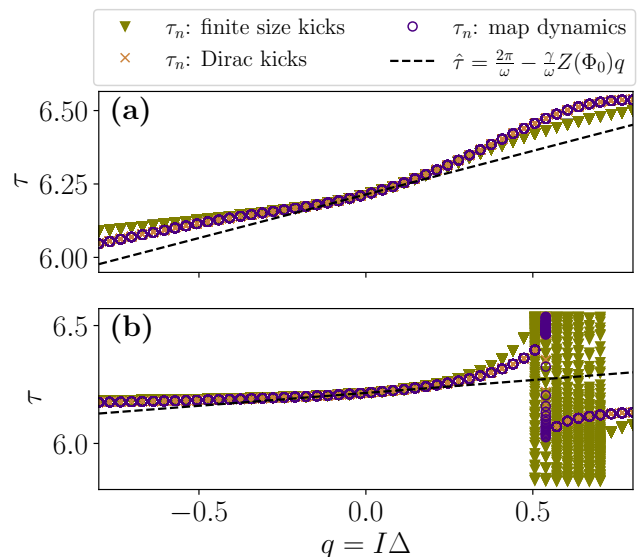 τₙ: finite size kicks τₙ: map dynamics
τₙ: Dirac kicks τ̂ = 2π/ω − γ/ω Z(Φ₀)q
(a)
6.50
6.25
6.00
τ
(b)
6.5
6.0
τ
−0.5 0.0 0.5
q = IΔ